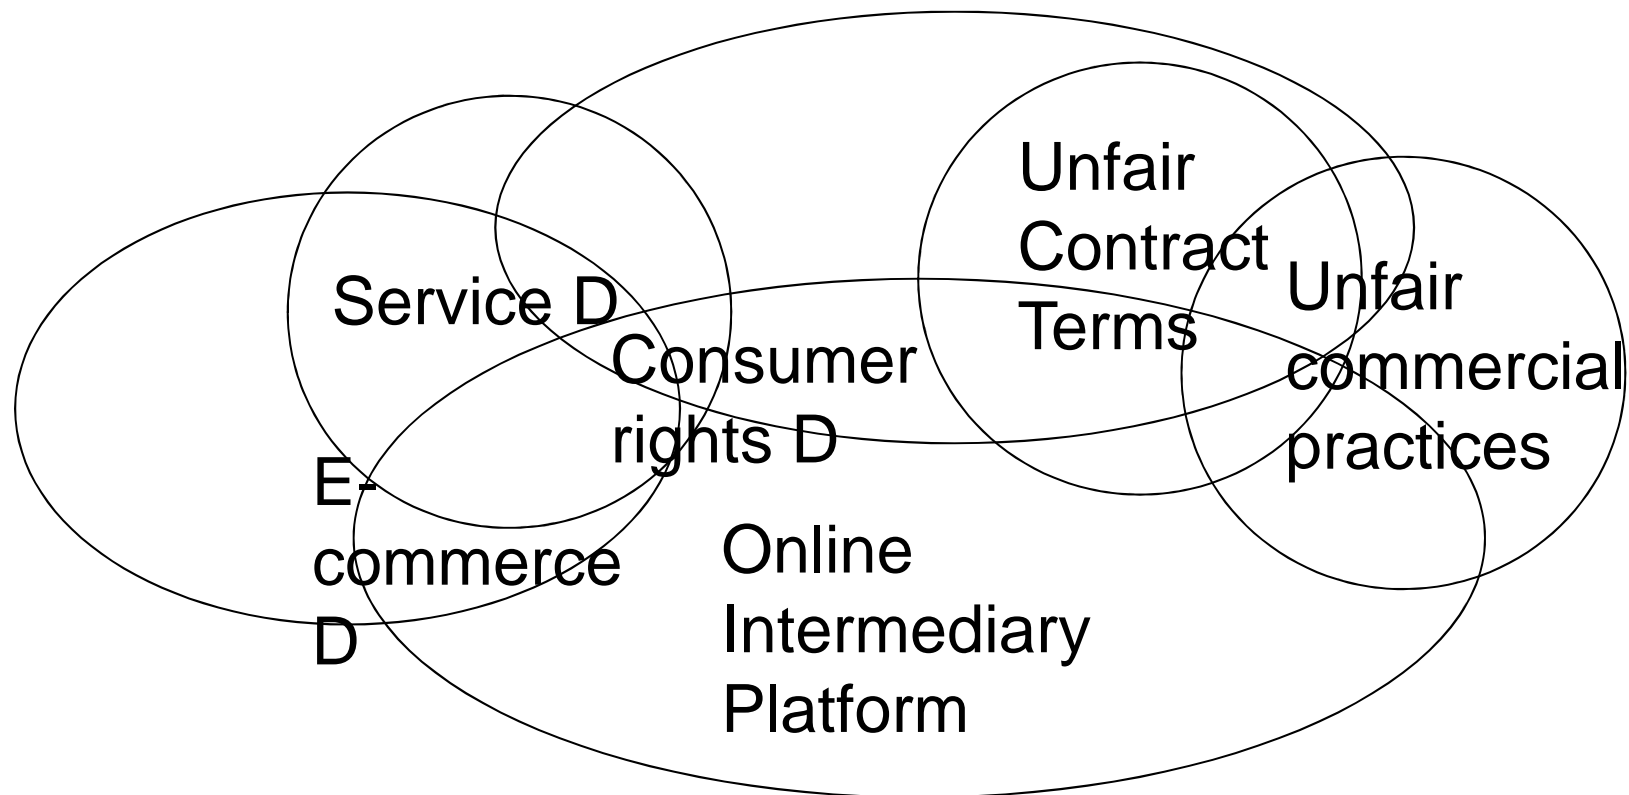 Unfair
Contract
Terms
Unfair
commercial
practices
Service D
Consumer
rights D
E-
commerce
D
Online
Intermediary
Platform